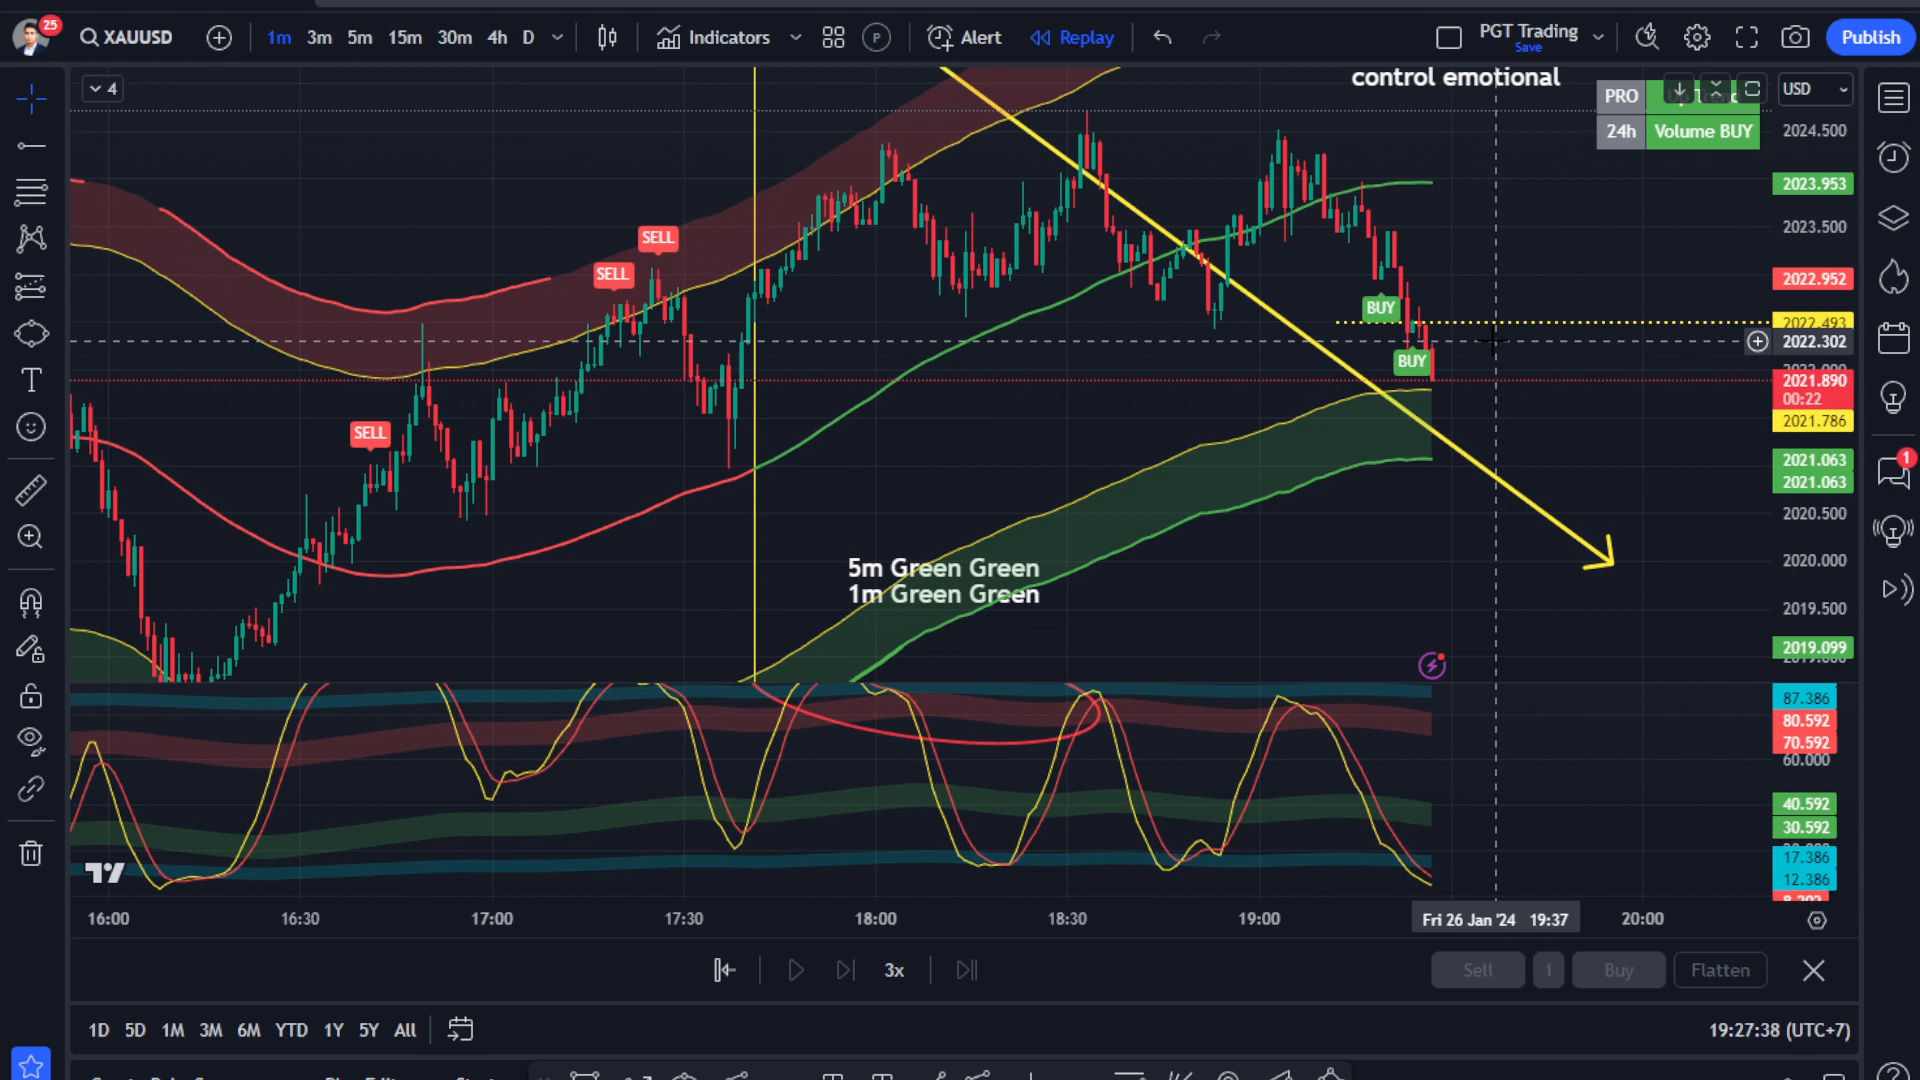 25
XAUUSD
1m 3m 5m 15m 30m 4h D
Indicators
P
Alert
Replay
PGT Trading
Save
Publish
4
control emotional
PRO
24h Volume BUY
USD
2024.500
2023.953
2023.500
2022.952
2022.493
2022.302
2021.890
00:22
2021.786
2021.063
2021.063
2020.500
2020.000
2019.500
2019.099
SELL
SELL
SELL
BUY
BUY
5m Green Green
1m Green Green
1
87.386
80.592
70.592
60.000
40.592
30.592
17.386
12.386
16:00 16:30 17:00 17:30 18:00 18:30 19:00 Fri 26 Jan '24 19:37 20:00
3x
Sell 1 Buy Flatten
1D 5D 1M 3M 6M YTD 1Y 5Y All
19:27:38 (UTC+7)